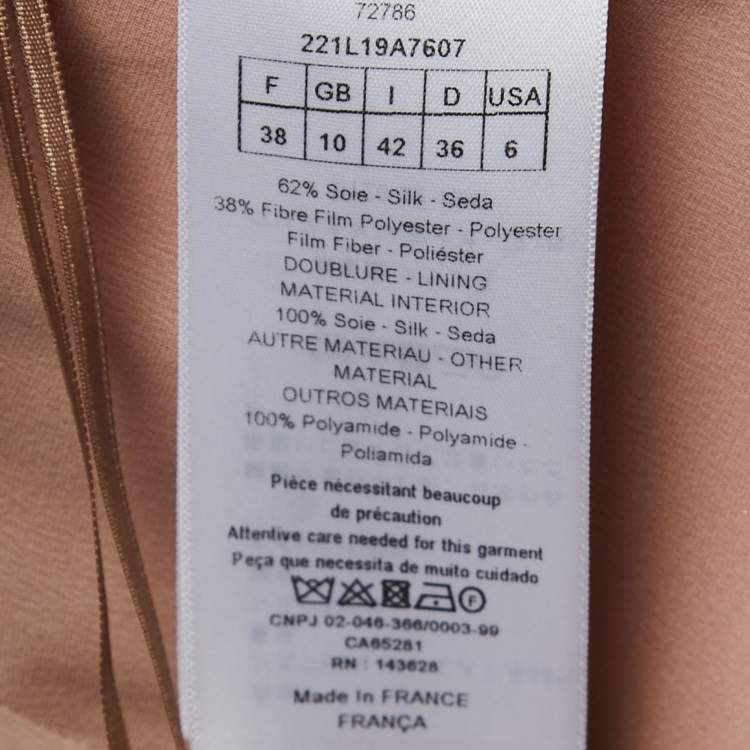 72786
221L19A7607
F GB I D USA
38 10 42 36 6
62% Soie - Silk - Seda
38% Fibre Film Polyester - Polyester
Film Fiber - Poliéster
DOUBLURE - LINING
MATERIAL INTERIOR
100% Soie - Silk - Seda
AUTRE MATERIAU - OTHER
MATERIAL
OUTROS MATERIAIS
100% Polyamide - Polyamide -
Poliamida
Pièce nécessitant beaucoup
de précaution
Attentive care needed for this garment
Peça que necessita de muito cuidado
F
CNPJ 02-046-366/0003-99
CA65281
RN : 143628
Made In FRANCE
FRANÇA